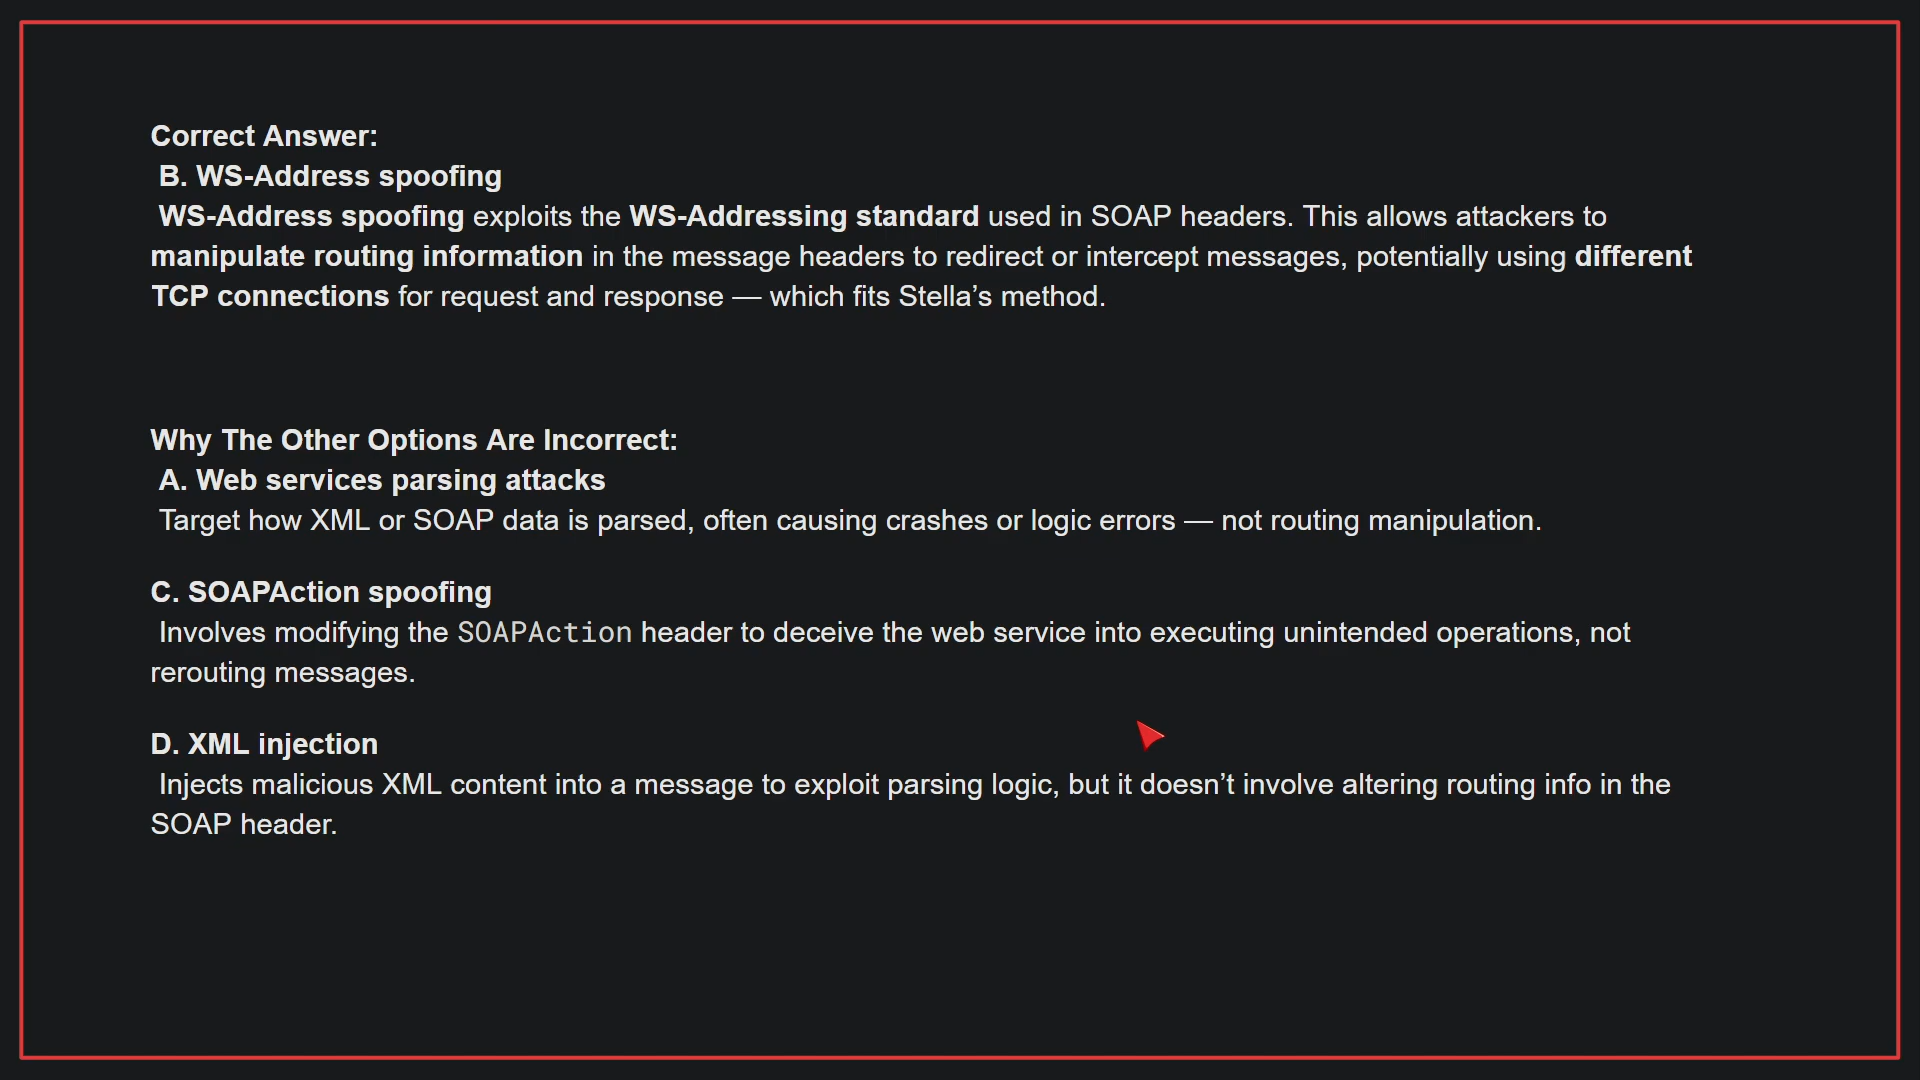 Correct Answer:
B. WS-Address spoofing
WS-Address spoofing exploits the WS-Addressing standard used in SOAP headers. This allows attackers to
manipulate routing information in the message headers to redirect or intercept messages, potentially using different
TCP connections for request and response — which fits Stella’s method.
Why The Other Options Are Incorrect:
A. Web services parsing attacks
Target how XML or SOAP data is parsed, often causing crashes or logic errors — not routing manipulation.
C. SOAPAction spoofing
Involves modifying the SOAPAction header to deceive the web service into executing unintended operations, not
rerouting messages.
D. XML injection
Injects malicious XML content into a message to exploit parsing logic, but it doesn’t involve altering routing info in the
SOAP header.